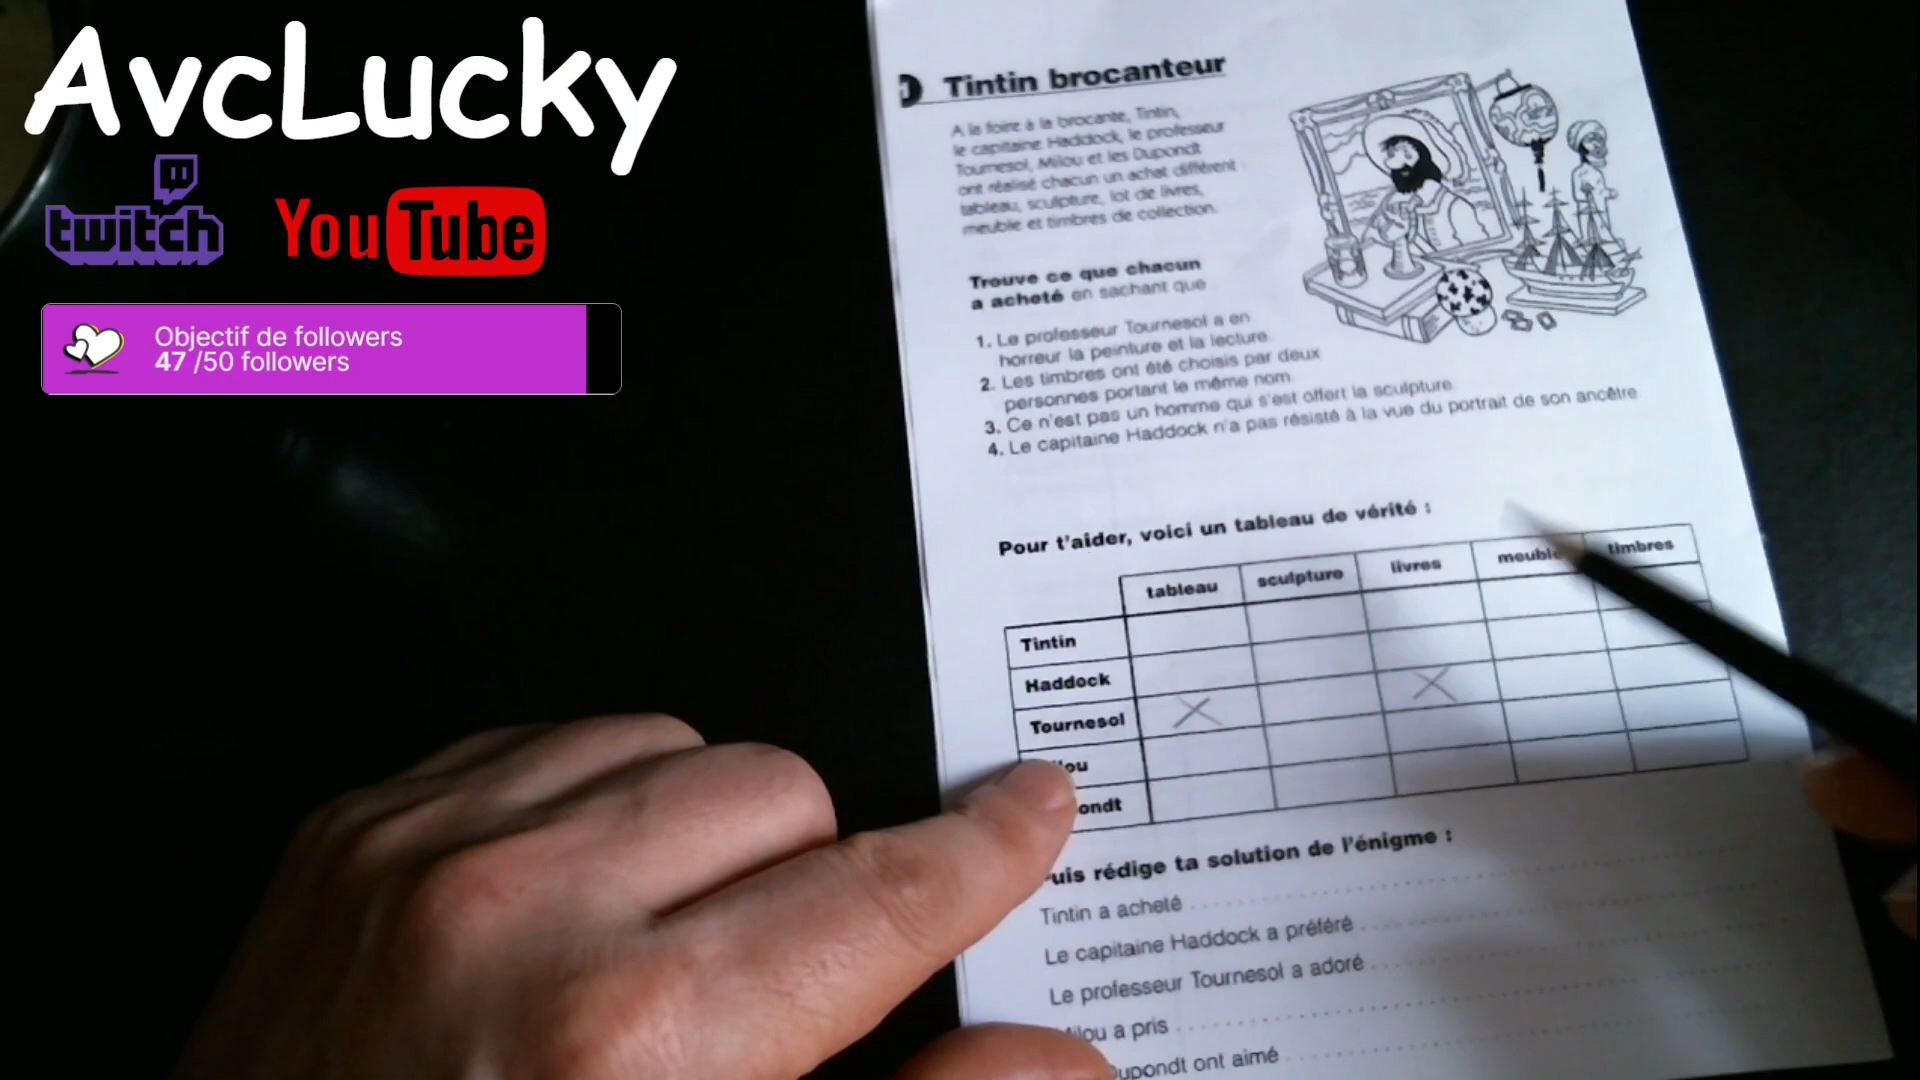 AvcLucky
twitch
YouTube
Objectif de followers
47 /50 followers
Tintin brocanteur
A la foire à la brocante, Tintin,
le capitaine Haddock, le professeur
Tournesol, Milou et les Dupondt
ont réalisé chacun un achat différent
tableau, sculpture, lot de livres,
meuble et timbres de collection.
Trouve ce que chacun
a acheté en sachant que
1. Le professeur Tournesol a en
horreur la peinture et la lecture.
2. Les timbres ont été choisis par deux
personnes portant le même nom.
3. Ce n'est pas un homme qui s'est offert la sculpture.
4. Le capitaine Haddock n'a pas résisté à la vue du portrait de son ancêtre.
Pour t'aider, voici un tableau de vérité :
tableau sculpture livres meubl timbres
Tintin
Haddock
Tournesol
lou
ondt
uis rédige ta solution de l'énigme :
Tintin a acheté
Le capitaine Haddock a préféré
Le professeur Tournesol a adoré
ilou a pris
Dupondt ont aimé